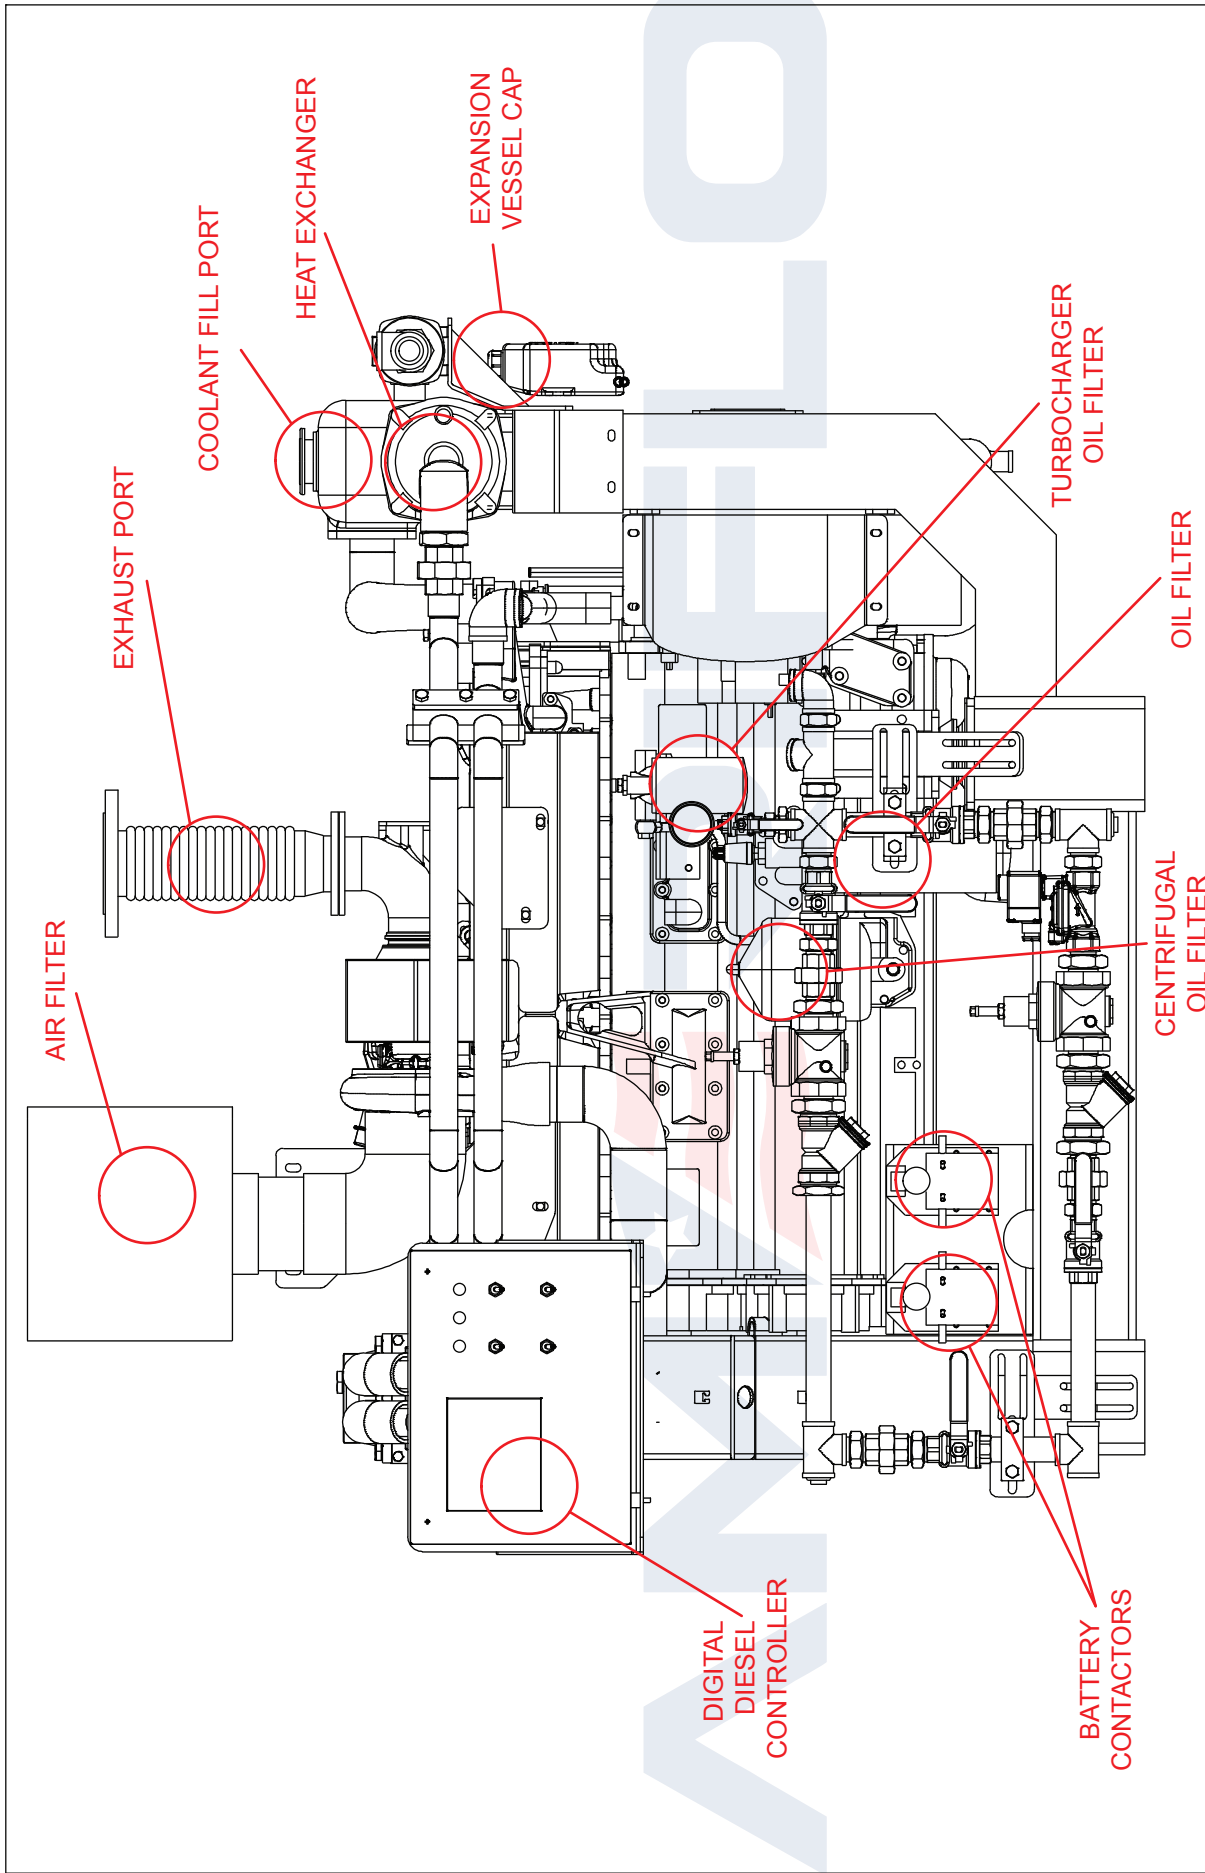 AIR FILTER
EXHAUST PORT
COOLANT FILL PORT
HEAT EXCHANGER
EXPANSION
VESSEL CAP
DIGITAL
DIESEL
CONTROLLER
BATTERY
CONTACTORS
CENTRIFUGAL
OIL FILTER
OIL FILTER
TURBOCHARGER
OIL FILTER